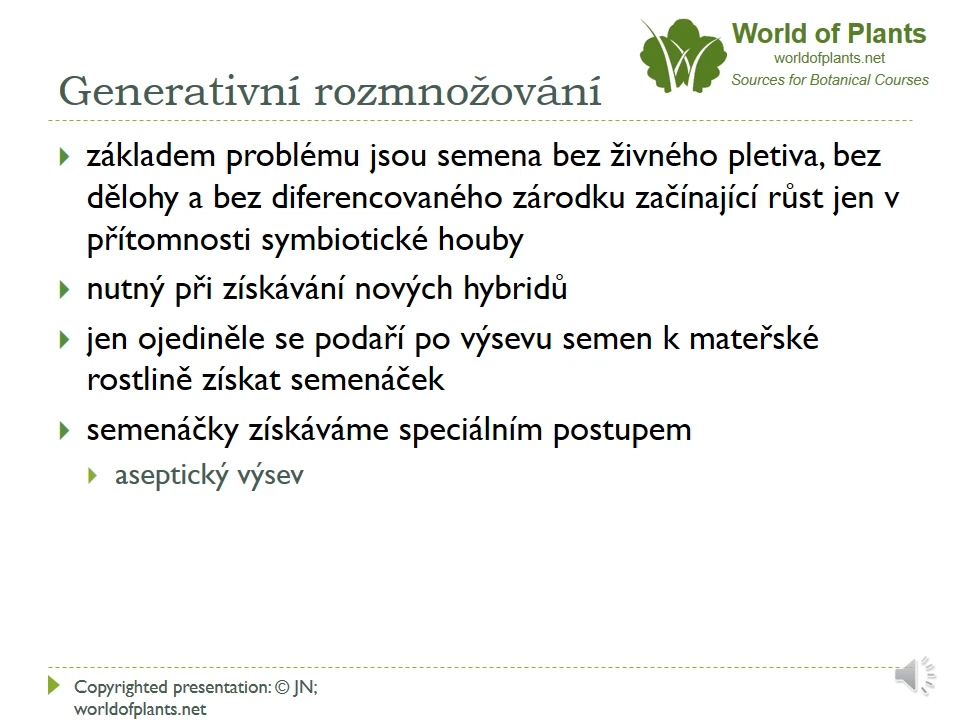 World of Plants
worldofplants.net
Sources for Botanical Courses
Generativní rozmnožování
základem problému jsou semena bez živného pletiva, bez
dělohy a bez diferencovaného zárodku začínající růst jen v
přítomnosti symbiotické houby
nutný při získávání nových hybridů
jen ojediněle se podaří po výsevu semen k mateřské
rostlině získat semenáček
semenáčky získáváme speciálním postupem
aseptický výsev
Copyrighted presentation: © JN;
worldofplants.net